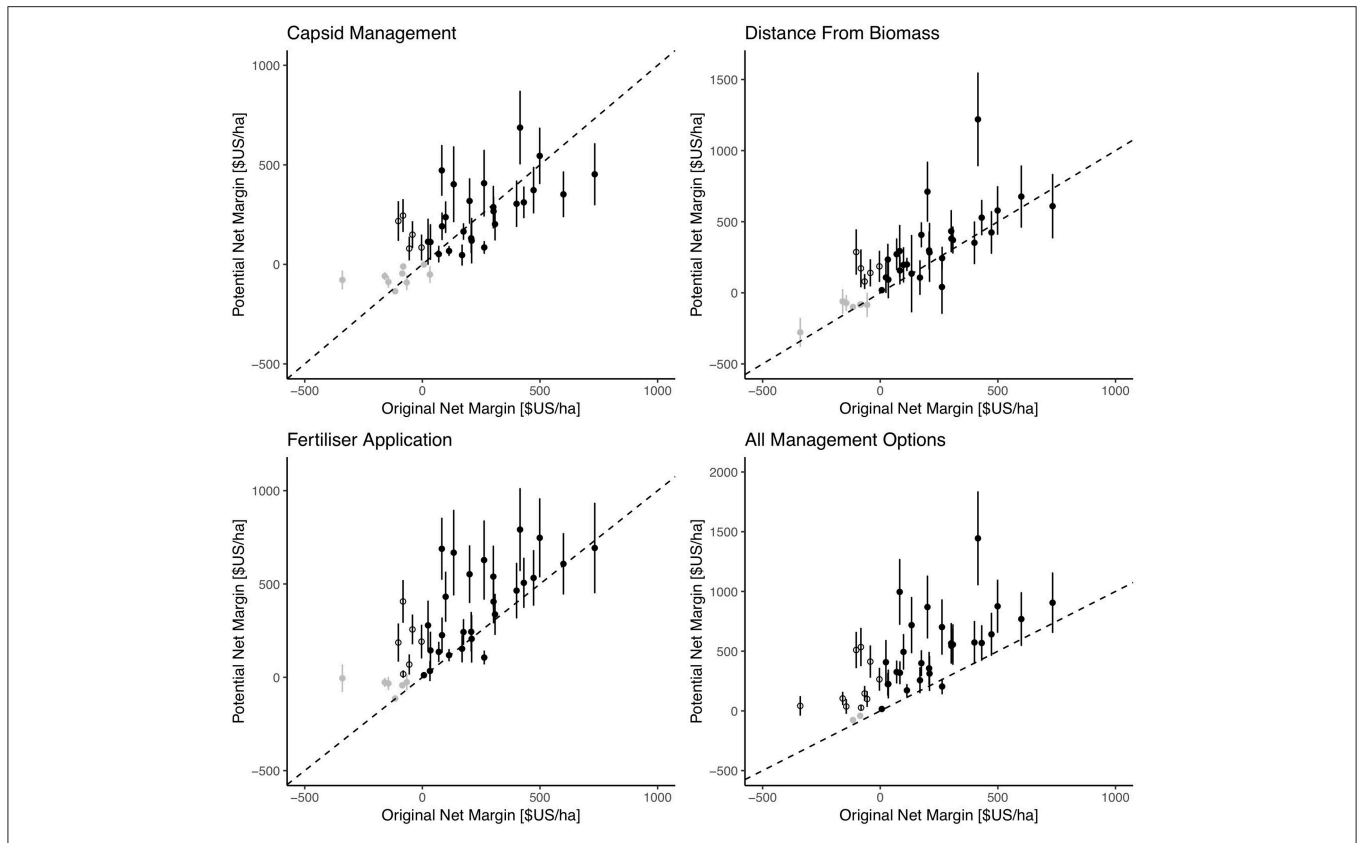 Capsid Management
1000
500
0
−500
−500
0
500
1000
Potential Net Margin [$US/ha]
Original Net Margin [$US/ha]
Distance From Biomass
1500
1000
500
0
−500
−500
0
500
1000
Potential Net Margin [$US/ha]
Original Net Margin [$US/ha]
Fertiliser Application
1000
500
0
−500
−500
0
500
1000
Potential Net Margin [$US/ha]
Original Net Margin [$US/ha]
All Management Options
2000
1500
1000
500
0
−500
−500
0
500
1000
Potential Net Margin [$US/ha]
Original Net Margin [$US/ha]